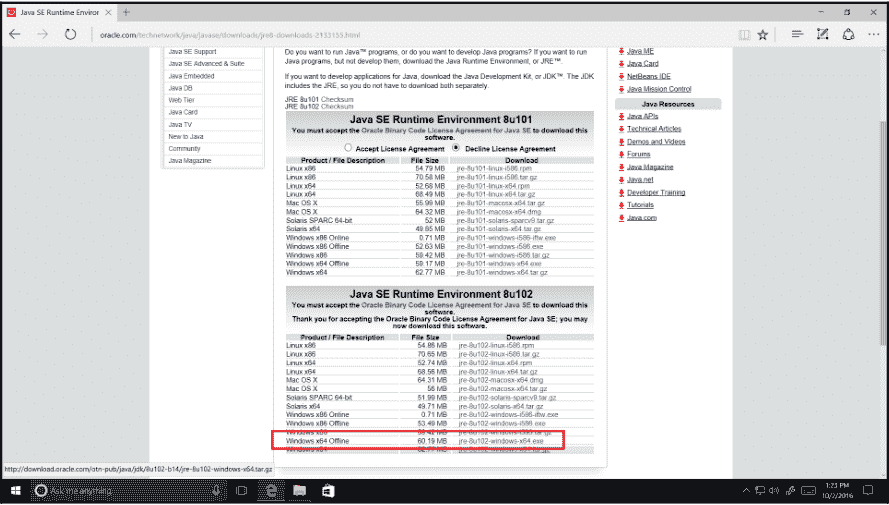 Java SE Runtime Environ
oracle.com/technetwork/java/javase/downloads/jre8-downloads-2133155.html
Java SE Support
Java SE Advanced & Suite
Java Embedded
Java DB
Web Tier
Java Card
Java TV
New to Java
Community
Java Magazine
Do you want to run Java™ programs, or do you want to develop Java programs? If you want to run
Java programs, but not develop them, download the Java Runtime Environment, or JRE™.
If you want to develop applications for Java, download the Java Development Kit, or JDK™. The JDK
includes the JRE, so you do not have to download both separately.
JRE 8u101 Checksum
JRE 8u102 Checksum
Java SE Runtime Environment 8u101
You must accept the Oracle Binary Code License Agreement for Java SE to download this
software.
Accept License Agreement Decline License Agreement
Product / File Description File Size Download
Linux x86 54.79 MB jre-8u101-linux-i586.rpm
Linux x86 70.58 MB jre-8u101-linux-i586.tar.gz
Linux x64 52.68 MB jre-8u101-linux-x64.rpm
Linux x64 68.49 MB jre-8u101-linux-x64.tar.gz
Mac OS X 55.99 MB jre-8u101-macosx-x64.tar.gz
Mac OS X 64.32 MB jre-8u101-macosx-x64.dmg
Solaris SPARC 64-bit 52 MB jre-8u101-solaris-sparcv9.tar.gz
Solaris x64 49.85 MB jre-8u101-solaris-x64.tar.gz
Windows x86 Online 0.71 MB jre-8u101-windows-i586-iftw.exe
Windows x86 Offline 52.63 MB jre-8u101-windows-i586.exe
Windows x86 59.42 MB jre-8u101-windows-i586.tar.gz
Windows x64 Offline 59.17 MB jre-8u101-windows-x64.exe
Windows x64 62.77 MB jre-8u101-windows-x64.tar.gz
Java SE Runtime Environment 8u102
You must accept the Oracle Binary Code License Agreement for Java SE to download this
software.
Thank you for accepting the Oracle Binary Code License Agreement for Java SE; you may
now download this software.
Product / File Description File Size Download
Linux x86 54.86 MB jre-8u102-linux-i586.rpm
Linux x86 70.65 MB jre-8u102-linux-i586.tar.gz
Linux x64 52.74 MB jre-8u102-linux-x64.rpm
Linux x64 68.56 MB jre-8u102-linux-x64.tar.gz
Mac OS X 64.31 MB jre-8u102-macosx-x64.dmg
Mac OS X 56 MB jre-8u102-macosx-x64.tar.gz
Solaris SPARC 64-bit 51.99 MB jre-8u102-solaris-sparcv9.tar.gz
Solaris x64 49.71 MB jre-8u102-solaris-x64.tar.gz
Windows x86 Online 0.71 MB jre-8u102-windows-i586-iftw.exe
Windows x86 Offline 53.49 MB jre-8u102-windows-i586.exe
Windows x64 Offline 60.19 MB jre-8u102-windows-x64.exe
Java ME
Java Card
NetBeans IDE
Java Mission Control
Java Resources
Java APIs
Technical Articles
Demos and Videos
Forums
Java Magazine
Java.net
Developer Training
Tutorials
Java.com
http://download.oracle.com/otn-pub/java/jdk/8u102-b14/jre-8u102-windows-x64.tar.gz
Ask me anything
1:23 PM
10/2/2016